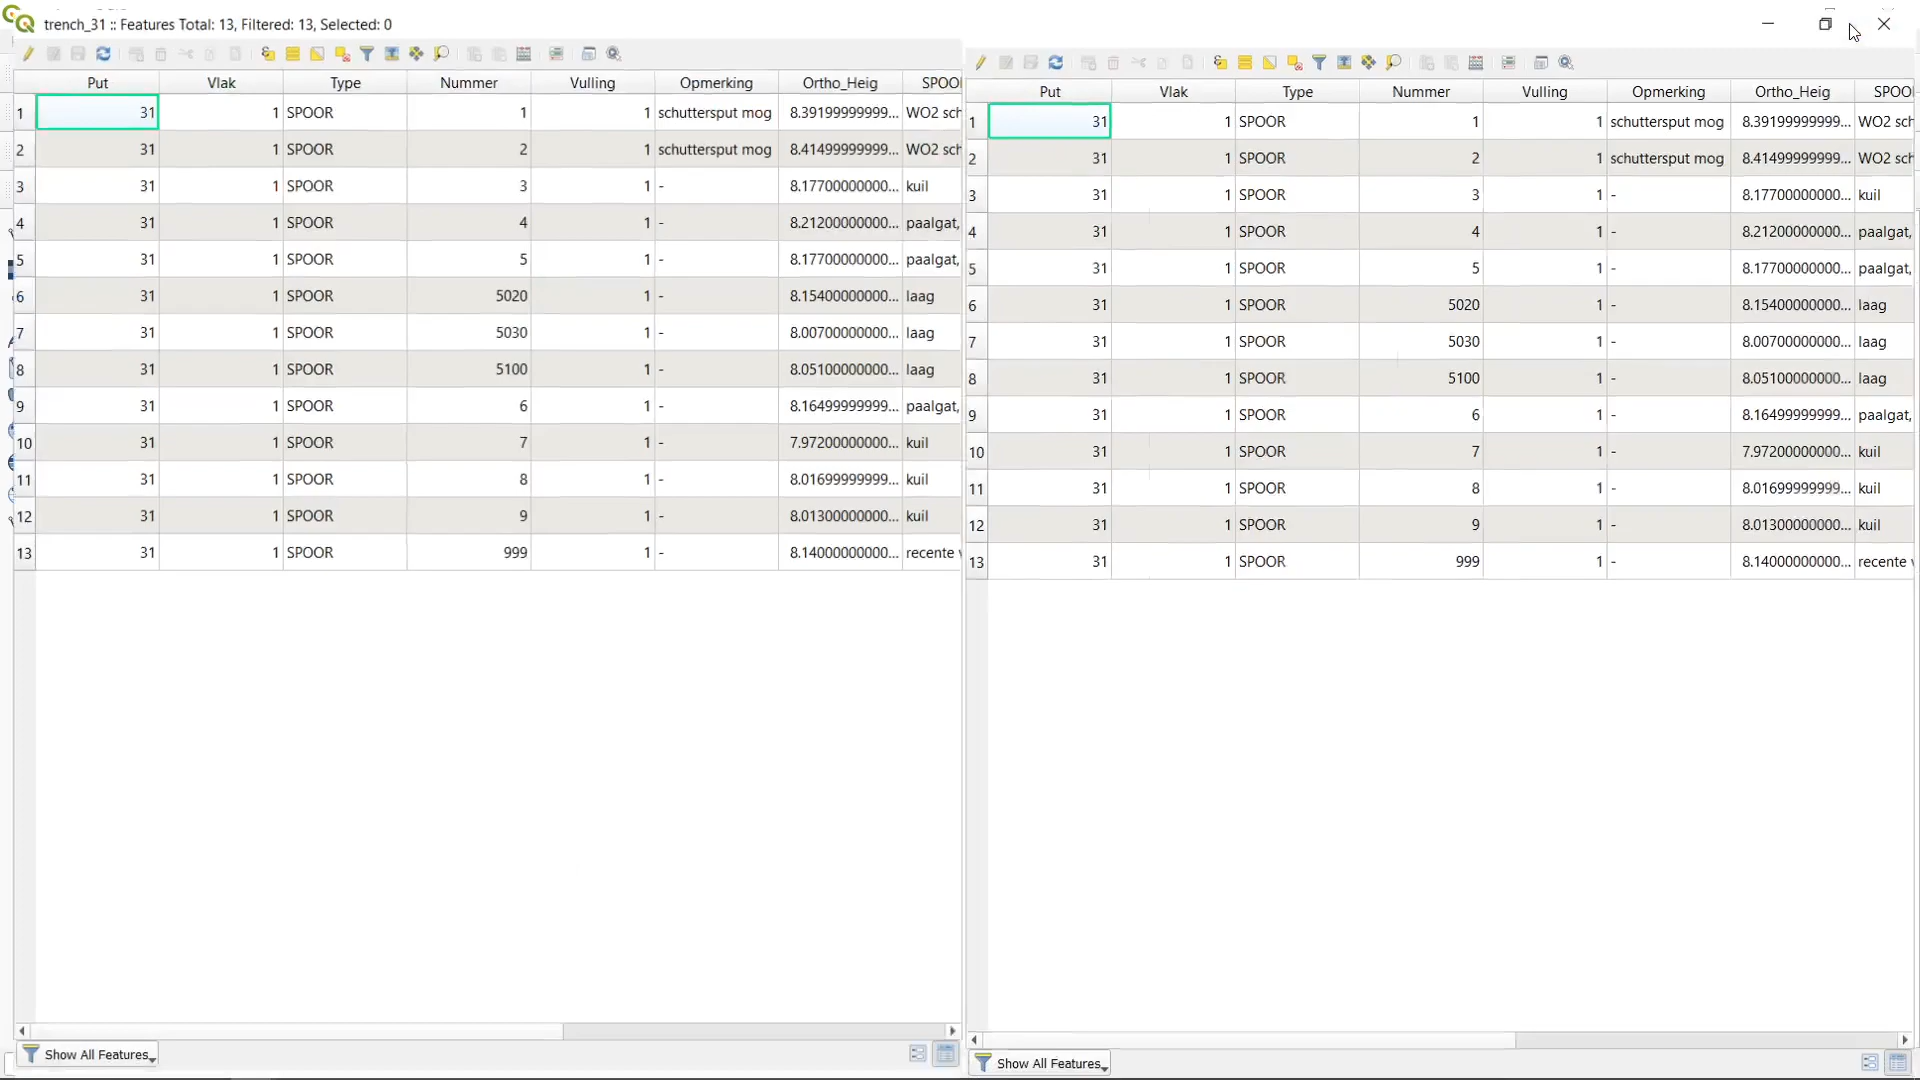 trench_31 :: Features Total: 13, Filtered: 13, Selected: 0
Put Vlak Type Nummer Vulling Opmerking Ortho_Heig SPOO
1 31 1 SPOOR 1 1 schuttersput mog 8.39199999999... WO2 sch
2 31 1 SPOOR 2 1 schuttersput mog 8.41499999999... WO2 sch
3 31 1 SPOOR 3 1 - 8.17700000000... kuil
4 31 1 SPOOR 4 1 - 8.21200000000... paalgat,
5 31 1 SPOOR 5 1 - 8.17700000000... paalgat,
6 31 1 SPOOR 5020 1 - 8.15400000000... laag
7 31 1 SPOOR 5030 1 - 8.00700000000... laag
8 31 1 SPOOR 5100 1 - 8.05100000000... laag
9 31 1 SPOOR 6 1 - 8.16499999999... paalgat,
10 31 1 SPOOR 7 1 - 7.97200000000... kuil
11 31 1 SPOOR 8 1 - 8.01699999999... kuil
12 31 1 SPOOR 9 1 - 8.01300000000... kuil
13 31 1 SPOOR 999 1 - 8.14000000000... recente
Show All Features
Put Vlak Type Nummer Vulling Opmerking Ortho_Heig SPOO
1 31 1 SPOOR 1 1 schuttersput mog 8.39199999999... WO2 sch
2 31 1 SPOOR 2 1 schuttersput mog 8.41499999999... WO2 sch
3 31 1 SPOOR 3 1 - 8.17700000000... kuil
4 31 1 SPOOR 4 1 - 8.21200000000... paalgat,
5 31 1 SPOOR 5 1 - 8.17700000000... paalgat,
6 31 1 SPOOR 5020 1 - 8.15400000000... laag
7 31 1 SPOOR 5030 1 - 8.00700000000... laag
8 31 1 SPOOR 5100 1 - 8.05100000000... laag
9 31 1 SPOOR 6 1 - 8.16499999999... paalgat,
10 31 1 SPOOR 7 1 - 7.97200000000... kuil
11 31 1 SPOOR 8 1 - 8.01699999999... kuil
12 31 1 SPOOR 9 1 - 8.01300000000... kuil
13 31 1 SPOOR 999 1 - 8.14000000000... recente
Show All Features